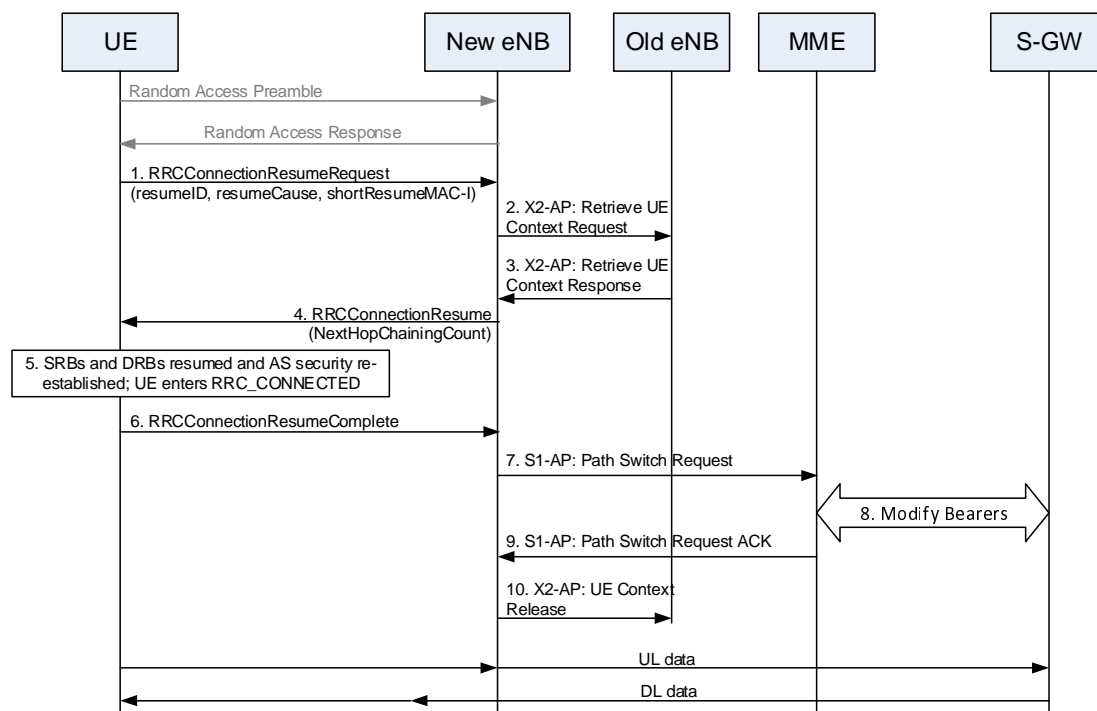 UE
New eNB
Old eNB
MME
S-GW
Random Access Preamble
Random Access Response
1. RRCConnectionResumeRequest
(resumeID, resumeCause, shortResumeMAC-I)
2. X2-AP: Retrieve UE
Context Request
3. X2-AP: Retrieve UE
Context Response
4. RRCConnectionResume
(NextHopChainingCount)
5. SRBs and DRBs resumed and AS security re-
established; UE enters RRC_CONNECTED
6. RRCConnectionResumeComplete
7. S1-AP: Path Switch Request
8. Modify Bearers
9. S1-AP: Path Switch Request ACK
10. X2-AP: UE Context
Release
UL data
DL data